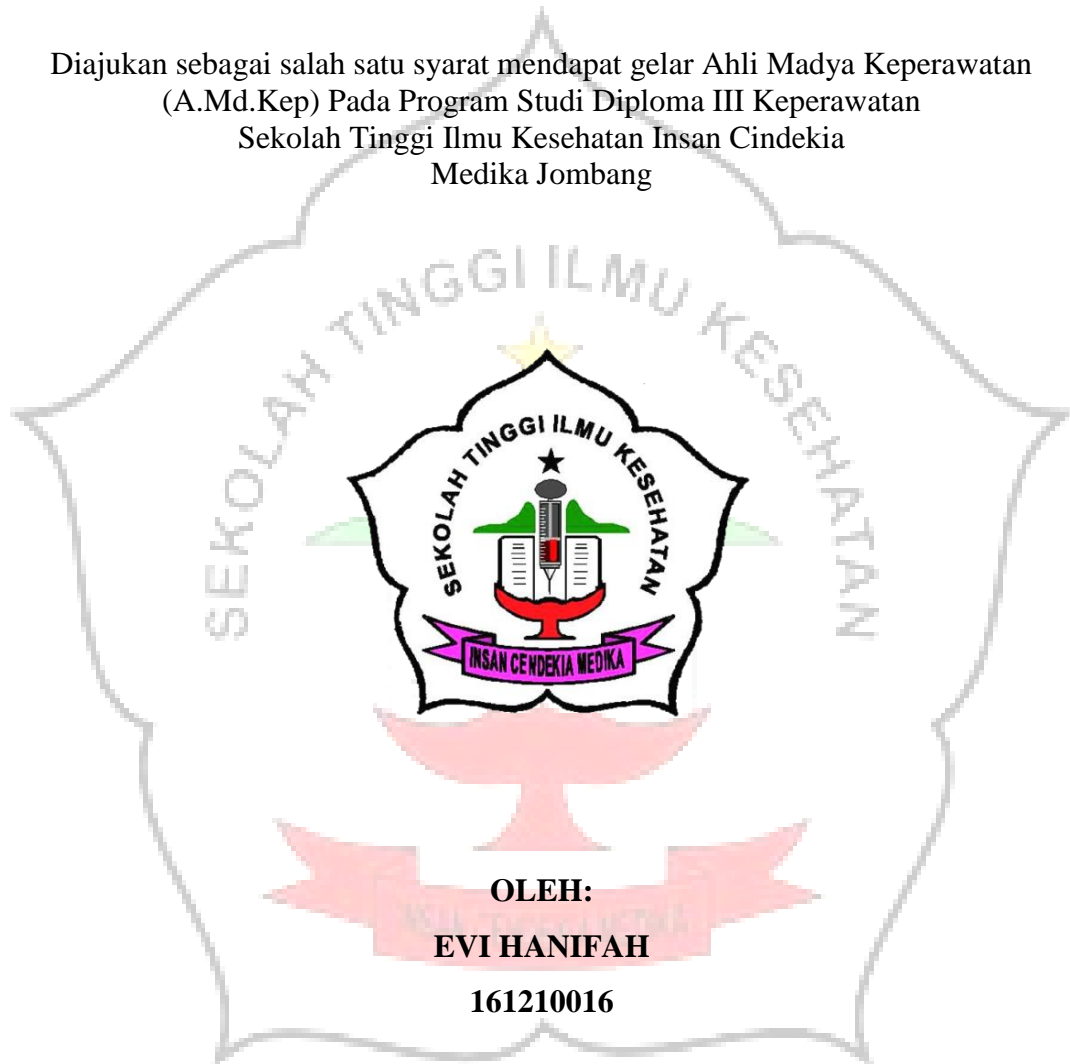 Diajukan sebagai salah satu syarat mendapat gelar Ahli Madya Keperawatan
(A.Md.Kep) Pada Program Studi Diploma III Keperawatan
Sekolah Tinggi Ilmu Kesehatan Insan Cindekia
Medika Jombang
SEKOLAH TINGGI ILMU KESEHATAN
SEKOLAH TINGGI ILMU KESEHATAN
INSAN CENDEKIA MEDIKA
OLEH:
EVI HANIFAH
161210016